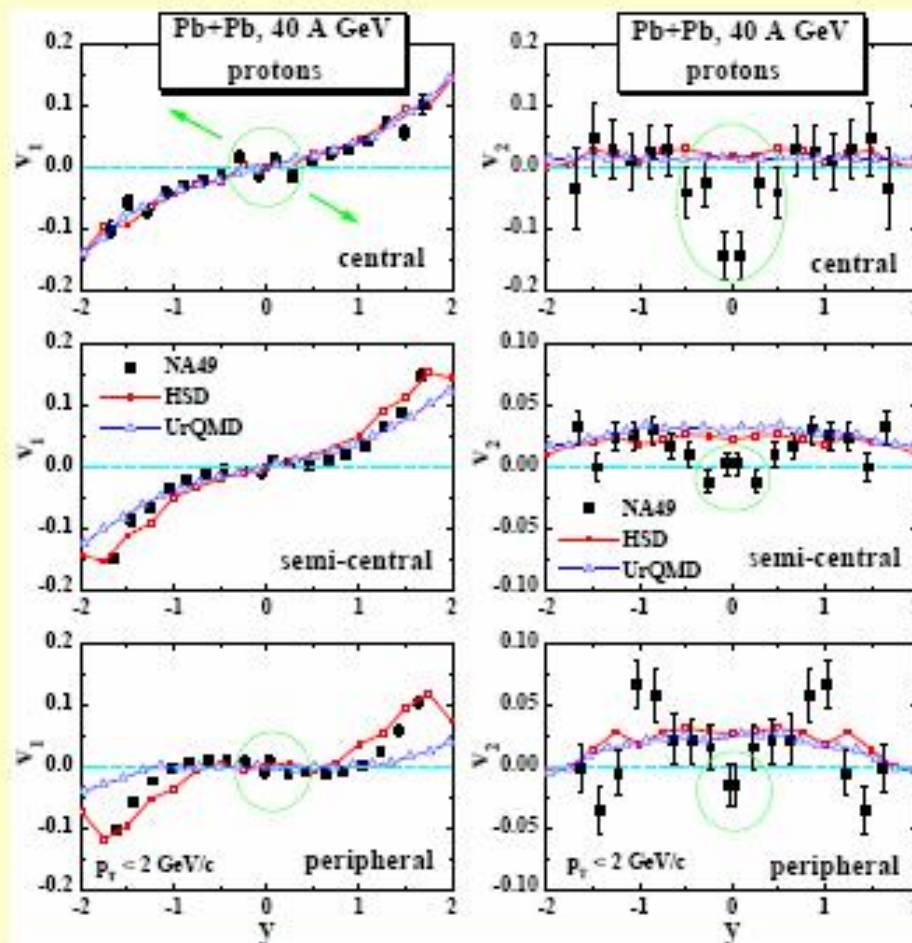 Pb+Pb, 40 A GeV
protons
0.2
0.1
0.0
-0.1
-0.2
v1
central
-2 -1 0 1 2
Pb+Pb, 40 A GeV
protons
0.2
0.1
0.0
-0.1
-0.2
v2
central
-2 -1 0 1 2
0.2
0.1
0.0
-0.1
-0.2
v1
NA49
HSD
UrQMD
semi-central
-2 -1 0 1 2
0.10
0.05
0.00
-0.05
-0.10
v2
NA49
HSD
UrQMD
semi-central
-2 -1 0 1 2
0.2
0.1
0.0
-0.1
-0.2
v1
pT < 2 GeV/c
peripheral
-2 -1 0 1 2
y
0.10
0.05
0.00
-0.05
-0.10
v2
pT < 2 GeV/c
peripheral
-2 -1 0 1 2
y